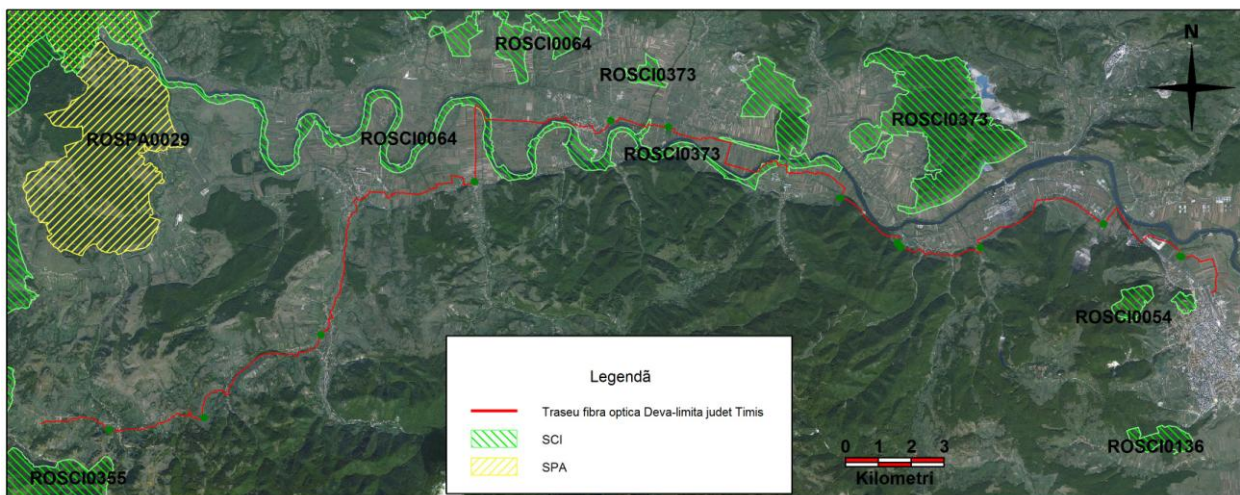 ROSCI0064
N
ROSCI0373
ROSPA0029
ROSCI0064
ROSCI0373
ROSCI0373
ROSCI0054
Legendã
Traseu fibra optica Deva-limita judet Timis
SCI
SPA
0 1 2 3
Kilometri
ROSCI0136
ROSCI0355